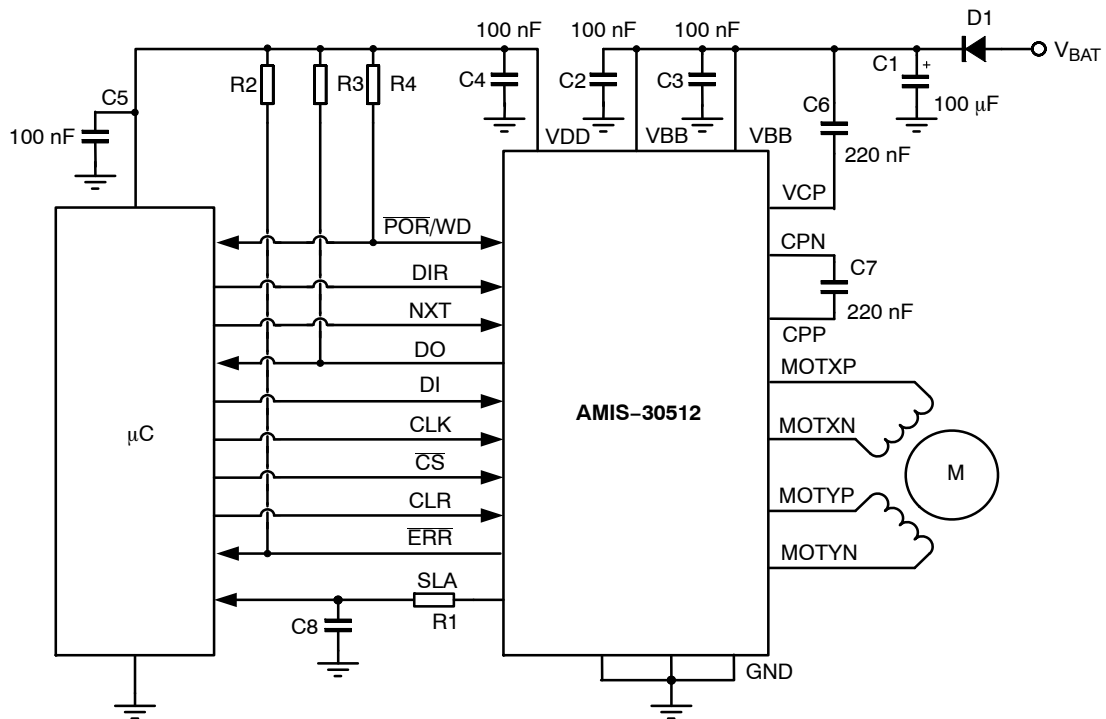 100 nF
100 nF
100 nF
D1
VBAT
C5
R2
R3
R4
C4
C2
C3
C1
+
100 μF
100 nF
C6
220 nF
VDD
VBB
VBB
VCP
CPN
C7
220 nF
CPP
POR/WD
DIR
NXT
DO
DI
CLK
CS
CLR
ERR
SLA
R1
C8
μC
AMIS–30512
MOTXP
MOTXN
MOTYP
MOTYN
M
GND